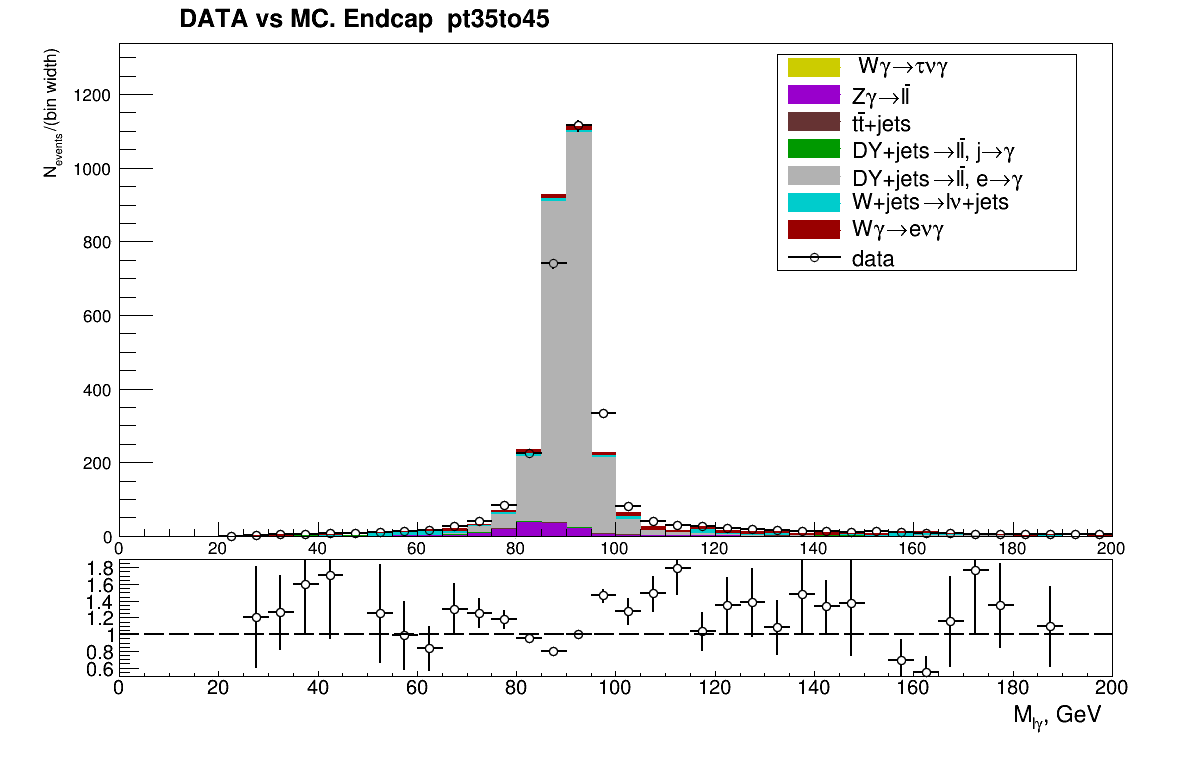 DATA vs MC. Endcap pt35to45
N_events /(bin width)
1200
1000
800
600
400
200
0
0 20 40 60 80 100 120 140 160 180 200
Wγ→τνγ
Zγ→ll̄
tt̄+jets
DY+jets→ll̄, j→γ
DY+jets→ll̄, e→γ
W+jets→lν+jets
Wγ→eνγ
data
1.8
1.6
1.4
1.2
1
0.8
0.6
0 20 40 60 80 100 120 140 160 180 200
M_lγ, GeV